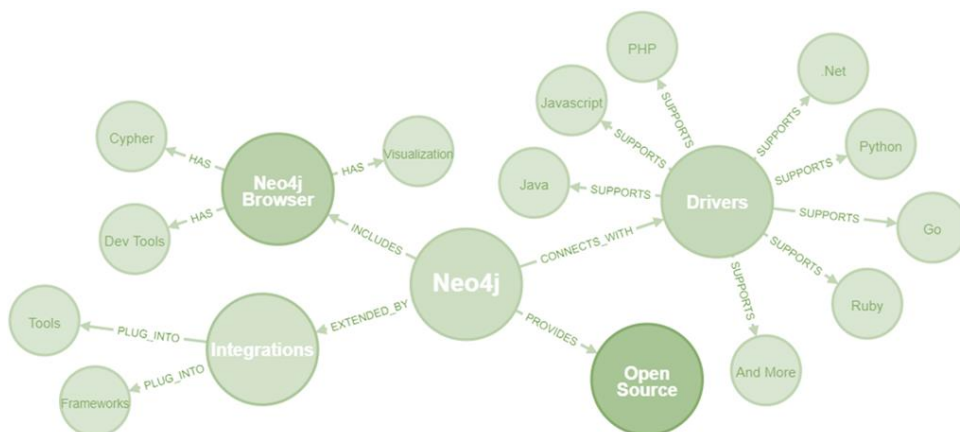 PHP
.Net
Javascript
SUPPORTS
SUPPORTS
SUPPORTS
Cypher
HAS
HAS
Visualization
Python
SUPPORTS
Neo4j
Browser
Java
SUPPORTS
Drivers
HAS
Dev Tools
INCLUDES
CONNECTS_WITH
SUPPORTS
Go
Neo4j
SUPPORTS
SUPPORTS
Ruby
Tools
PLUG_INTO
EXTENDED_BY
PROVIDES
Integrations
PLUG_INTO
Frameworks
Open
Source
And More